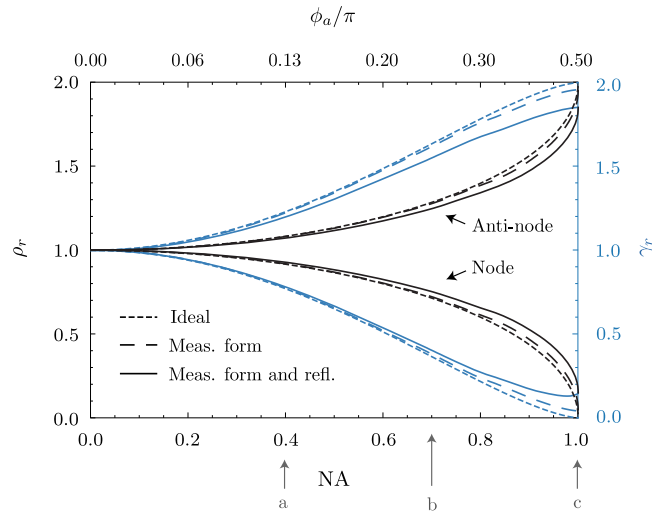 ϕₐ/π
0.00 0.06 0.13 0.20 0.30 0.50
2.0 2.0
1.5 1.5
Anti-node
ρᵣ 1.0 1.0 γᵣ
Node
Ideal
0.5 Meas. form 0.5
Meas. form and refl.
0.0 0.0
0.0 0.2 0.4 0.6 0.8 1.0
NA
a b c